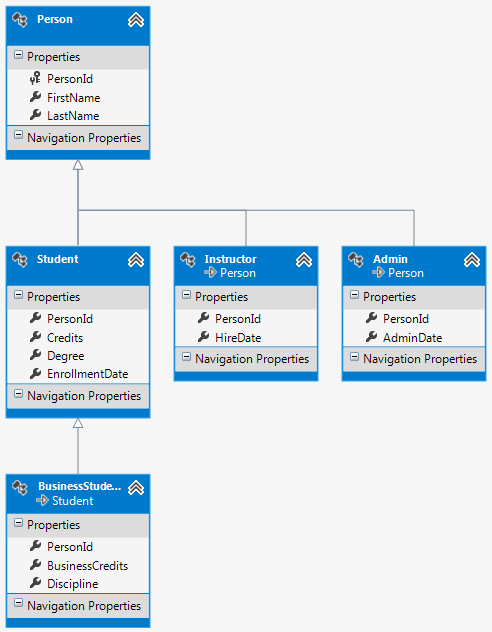 Person
Properties
PersonId
FirstName
LastName
Navigation Properties
Student
Properties
PersonId
Credits
Degree
EnrollmentDate
Navigation Properties
Instructor
Person
Properties
PersonId
HireDate
Navigation Properties
Admin
Person
Properties
PersonId
AdminDate
Navigation Properties
BusinessStude...
Student
Properties
PersonId
BusinessCredits
Discipline
Navigation Properties